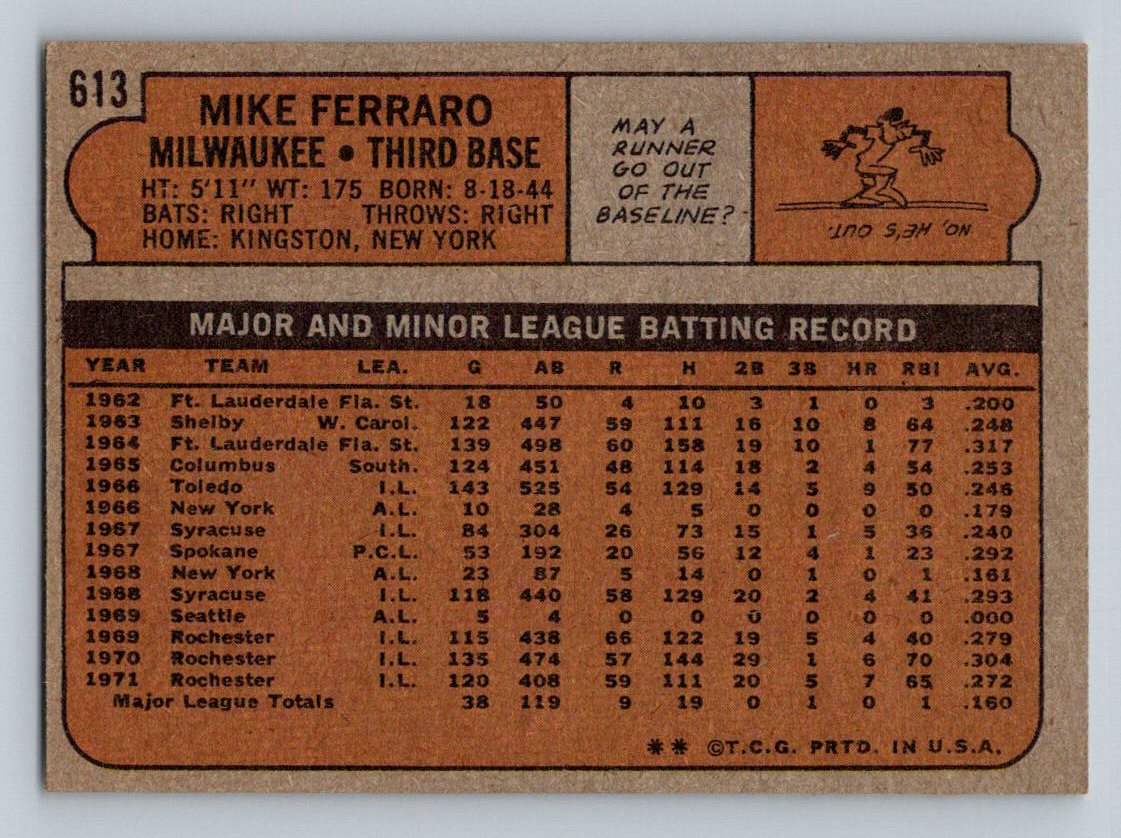 613
MIKE FERRARO
MILWAUKEE • THIRD BASE
HT: 5'11" WT: 175 BORN: 8-18-44
BATS: RIGHT THROWS: RIGHT
HOME: KINGSTON, NEW YORK
MAY A
RUNNER
GO OUT
OF THE
BASELINE?
NO, HE'S OUT.
MAJOR AND MINOR LEAGUE BATTING RECORD
YEAR TEAM LEA. G AB R H 2B 3B HR RBI AVG.
1962 Ft. Lauderdale Fla. St. 18 50 4 10 3 1 0 3 .200
1963 Shelby W. Carol. 122 447 59 111 16 10 8 64 .248
1964 Ft. Lauderdale Fla. St. 139 498 60 158 19 10 1 77 .317
1965 Columbus South. 124 451 48 114 18 2 4 54 .253
1966 Toledo I.L. 143 525 54 129 14 5 9 50 .246
1966 New York A.L. 10 28 4 5 0 0 0 0 .179
1967 Syracuse I.L. 84 304 26 73 15 1 5 36 .240
1967 Spokane P.C.L. 53 192 20 56 12 4 1 23 .292
1968 New York A.L. 23 87 5 14 0 1 0 1 .161
1968 Syracuse I.L. 118 440 58 129 20 2 4 41 .293
1969 Seattle A.L. 5 4 0 0 0 0 0 0 .000
1969 Rochester I.L. 115 438 66 122 19 5 4 40 .279
1970 Rochester I.L. 135 474 57 144 29 1 6 70 .304
1971 Rochester I.L. 120 408 59 111 20 5 7 65 .272
Major League Totals 38 119 9 19 0 1 0 1 .160
** ©T.C.G. PRTD. IN U.S.A.